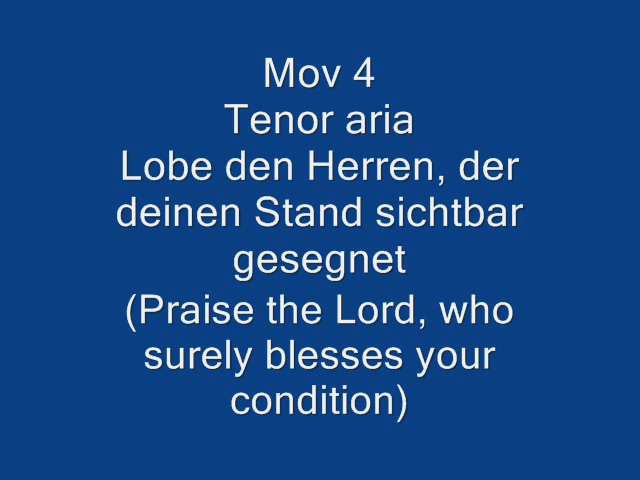 Mov 4
Tenor aria
Lobe den Herren, der
deinen Stand sichtbar
gesegnet
(Praise the Lord, who
surely blesses your
condition)